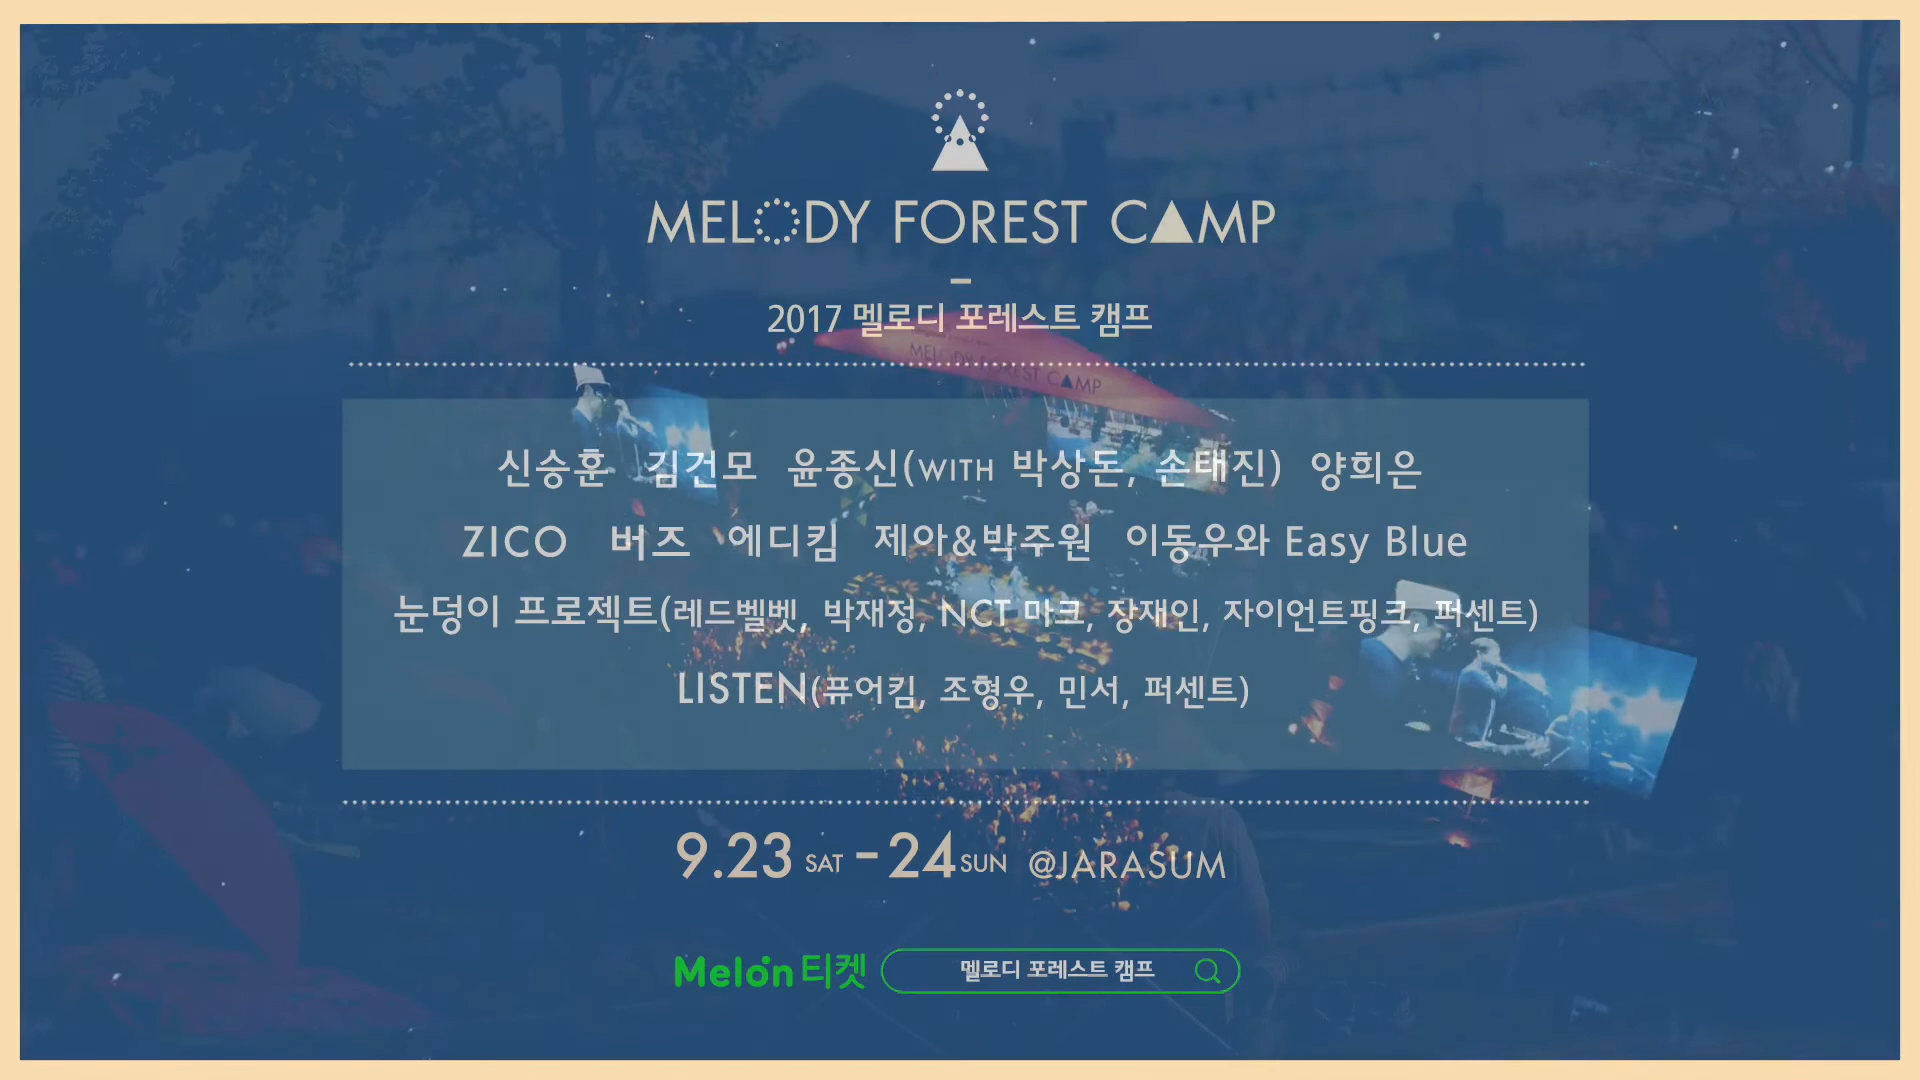 MELODY FOREST CAMP
2017 멜로디 포레스트 캠프
MELODY FOREST CAMP
신승훈 김건모 윤종신(WITH 박상돈, 손태진) 양희은
ZICO 버즈 에디킴 제아&박주원 이동우와 Easy Blue
눈덩이 프로젝트(레드벨벳, 박재정, NCT 마크, 장재인, 자이언트핑크, 퍼센트)
LISTEN(퓨어킴, 조형우, 민서, 퍼센트)
9.23 SAT - 24 SUN @JARASUM
Melon 티켓 멜로디 포레스트 캠프